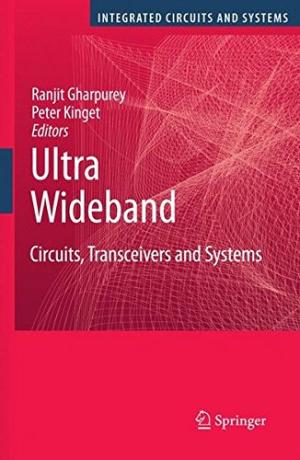 INTEGRATED CIRCUITS AND SYSTEMS
Ranjit Gharpurey
Peter Kinget
Editors
Ultra
Wideband
Circuits, Transceivers and Systems
Springer